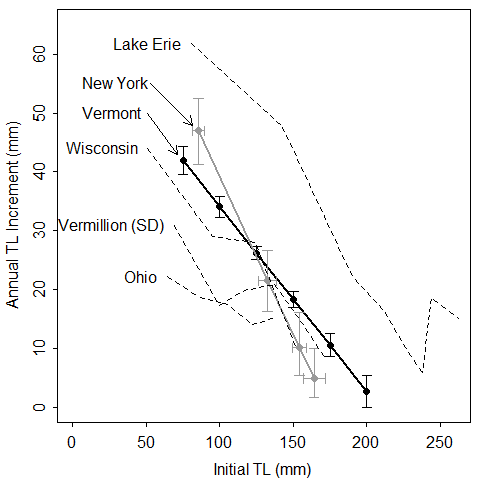 Lake Erie
New York
Vermont
Wisconsin
Vermillion (SD)
Ohio
Annual TL Increment (mm)
60
50
40
30
20
10
0
0 50 100 150 200 250
Initial TL (mm)